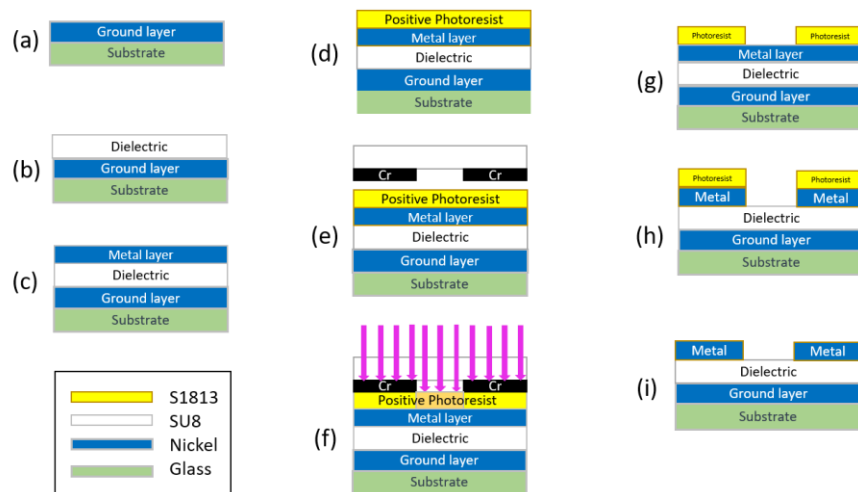 (a)
Ground layer
Substrate
(b)
Dielectric
Ground layer
Substrate
(c)
Metal layer
Dielectric
Ground layer
Substrate
S1813
SU8
Nickel
Glass
(d)
Positive Photoresist
Metal layer
Dielectric
Ground layer
Substrate
(e)
Cr Cr
Positive Photoresist
Metal layer
Dielectric
Ground layer
Substrate
(f)
Cr Cr
Positive Photoresist
Metal layer
Dielectric
Ground layer
Substrate
(g)
Photoresist Photoresist
Metal layer
Dielectric
Ground layer
Substrate
(h)
Photoresist Photoresist
Metal Metal
Dielectric
Ground layer
Substrate
(i)
Metal Metal
Dielectric
Ground layer
Substrate